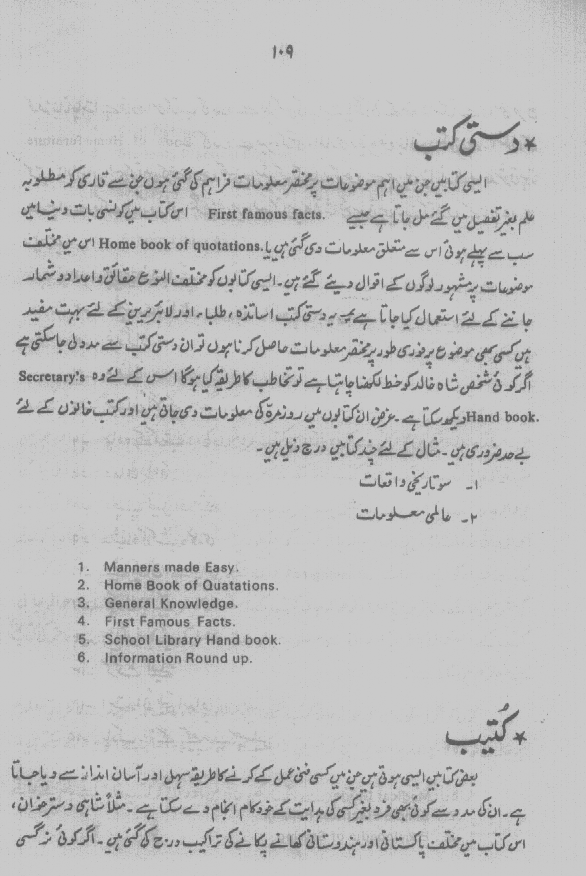 ۱۰۹
* دستی کتب
ایسی کتابیں جن میں اہم موضوعات پر مختصر معلومات فراہم کی گئی ہوں جن سے قاری کو مطلوبہ
علم بغیر تفصیل میں گئے مل جاتا ہے جیسے First famous facts. اس کتاب میں کونسی بات دنیا میں
سب سے پہلے ہوئی اس سے متعلق معلومات دی گئی ہیں یا Home book of quotations. اس میں مختلف
موضوعات پر مشہور لوگوں کے اقوال دیئے گئے ہیں۔ ایسی کتابوں کو مختلف النوع حقائق و اعداد و شمار
جاننے کے لئے استعمال کیا جاتا ہے یہ دستی کتب اساتذہ، طلباء اور لائبریرین کے لئے بہت مفید
ہیں کسی بھی موضوع پر فوری طور پر مختصر معلومات حاصل کرنا ہوں تو ان دستی کتب سے مدد لی جا سکتی ہے
اگر کوئی شخص شاہ خالد کو خط لکھنا چاہتا ہے تو تخاطب کا طریقہ کیا ہوگا اس کے لئے وہ Secretary's
Hand book. دیکھ سکتا ہے۔ غرض ان کتابوں میں روزمرہ کی معلومات دی جاتی ہیں اور کتب خانوں کے لئے
بے حد ضروری ہیں۔ مثال کے لئے چند کتابیں درج ذیل ہیں۔
۱۔ سو تاریخی واقعات
۲۔ عالمی معلومات
1. Manners made Easy.
2. Home Book of Quatations.
3. General Knowledge.
4. First Famous Facts.
5. School Library Hand book.
6. Information Round up.
* کُتیب
بعض کتابیں ایسی ہوتی ہیں جن میں کسی فنی عمل کے کرنے کا طریقہ سہل اور آسان انداز سے دیا جاتا
ہے۔ ان کی مدد سے کوئی بھی فرد بغیر کسی کی ہدایت کے خود کام انجام دے سکتا ہے۔ مثلاً شاہی دسترخوان،
اس کتاب میں مختلف پاکستانی اور ہندوستانی کھانے پکانے کی تراکیب درج کی گئی ہیں۔ اگر کوئی نرگسی